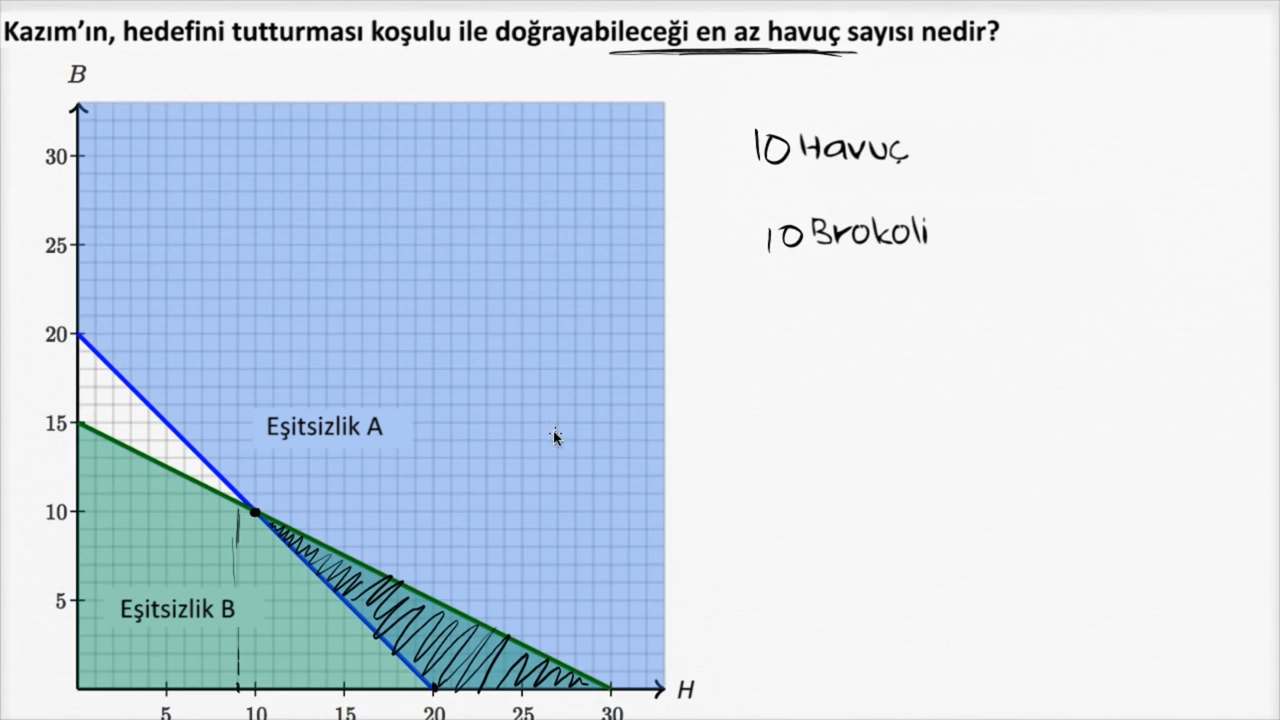 Kazım'ın, hedefini tutturması koşulu ile doğrayabileceği en az havuç sayısı nedir?
B
30
25
20
15
10
5
5 10 15 20 25 30
H
Eşitsizlik A
Eşitsizlik B
10 Havuç
10 Brokoli